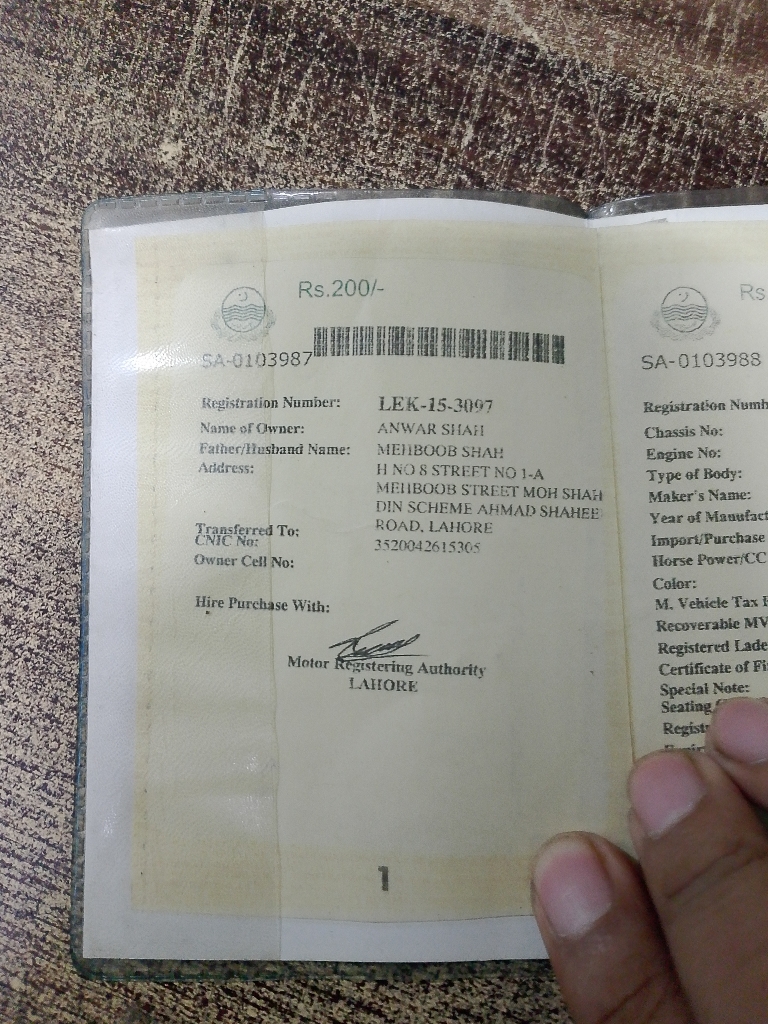 Rs.200/-
SA-0103987
Registration Number: LEK-15-3097
Name of Owner: ANWAR SHAH
Father/Husband Name: MEHBOOB SHAH
Address: H NO 8 STREET NO 1-A
MEHBOOB STREET MOH SHAH
DIN SCHEME AHMAD SHAHEE
ROAD, LAHORE
Transferred To:
CNIC No: 3520042615305
Owner Cell No:
Hire Purchase With:
Motor Registering Authority
LAHORE
1
Rs
SA-0103988
Registration Numb
Chassis No:
Engine No:
Type of Body:
Maker's Name:
Year of Manufact
Import/Purchase
Horse Power/CC
Color:
M. Vehicle Tax
Recoverable MV
Registered Lade
Certificate of Fi
Special Note:
Seating
Regist